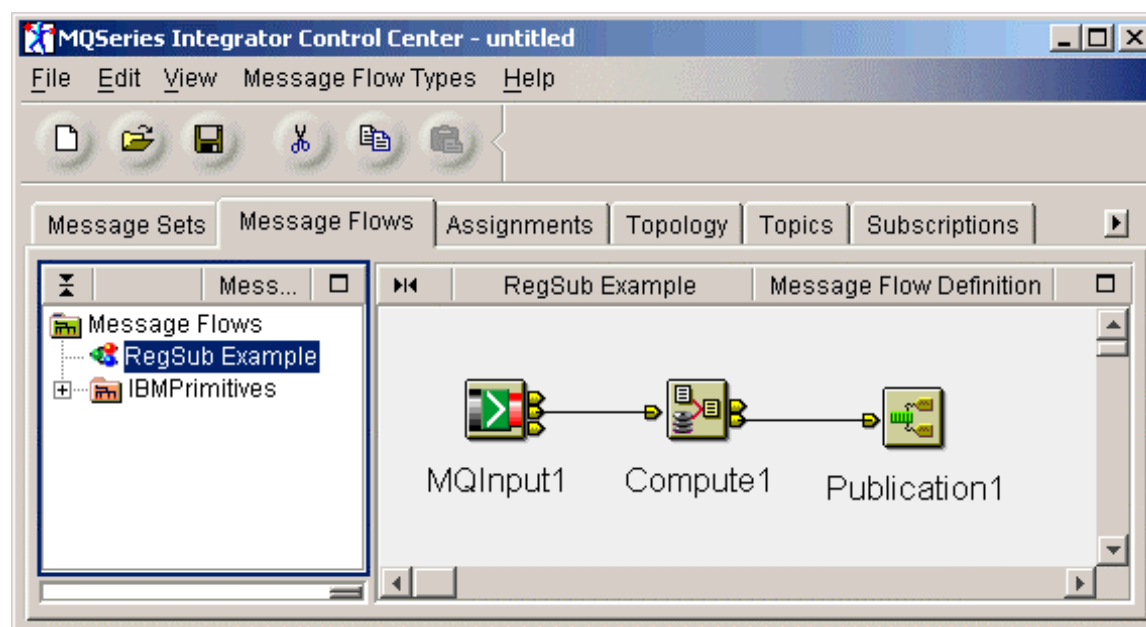 MQSeries Integrator Control Center - untitled
File Edit View Message Flow Types Help
Message Sets Message Flows Assignments Topology Topics Subscriptions
Mess... RegSub Example Message Flow Definition
Message Flows
RegSub Example
IBMPrimitives
MQInput1 Compute1 Publication1